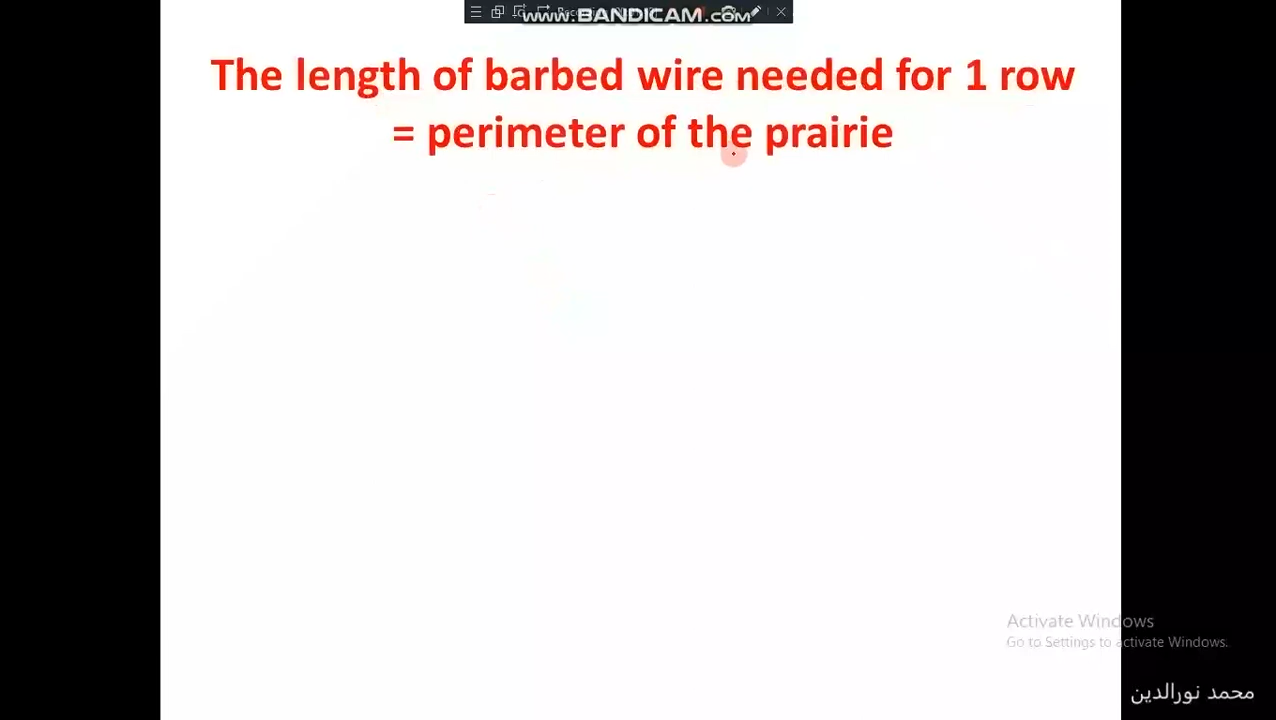 www.BANDICAM.com
The length of barbed wire needed for 1 row
= perimeter of the prairie
Activate Windows
Go to Settings to activate Windows.
محمد نورالدين